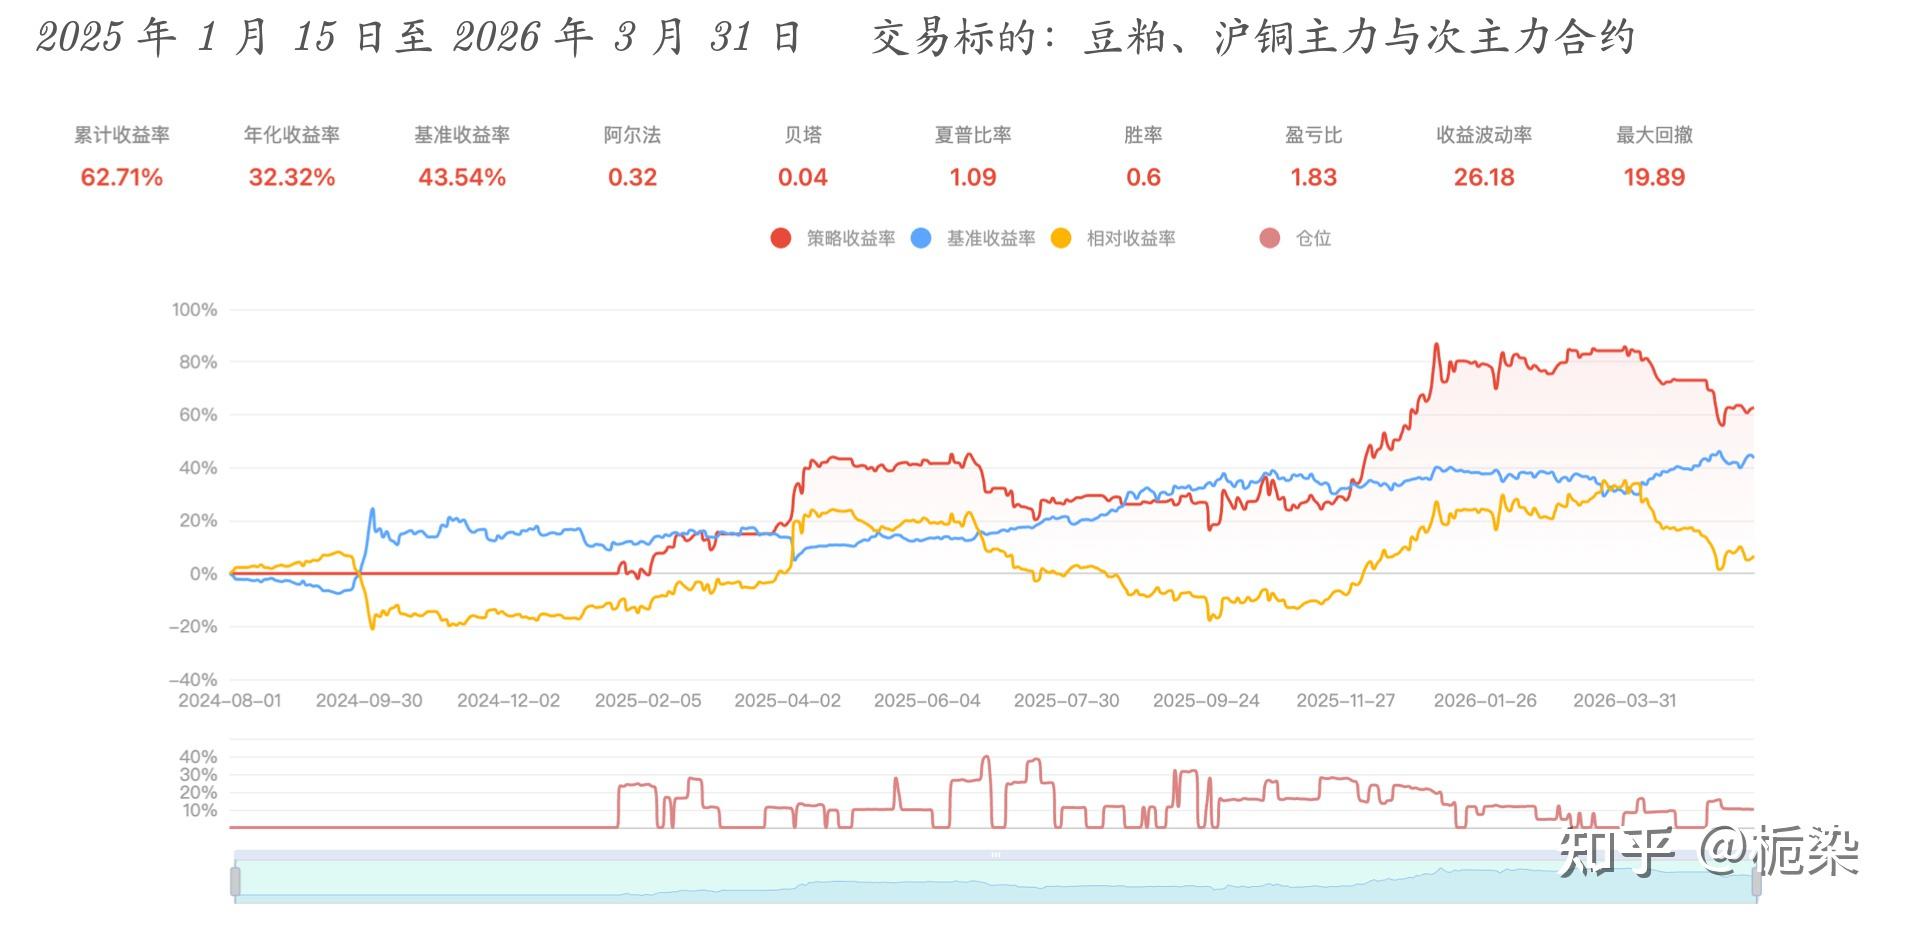 2025 年 1 月 15 日至 2026 年 3 月 31 日 交易标的：豆粕、沪铜主力与次主力合约
累计收益率 年化收益率 基准收益率 阿尔法 贝塔 夏普比率 胜率 盈亏比 收益波动率 最大回撤
62.71% 32.32% 43.54% 0.32 0.04 1.09 0.6 1.83 26.18 19.89
策略收益率 基准收益率 相对收益率 仓位
100%
80%
60%
40%
20%
0%
-20%
-40%
2024-08-01 2024-09-30 2024-12-02 2025-02-05 2025-04-02 2025-06-04 2025-07-30 2025-09-24 2025-11-27 2026-01-26 2026-03-31
40%
30%
20%
10%
知乎 @栀染